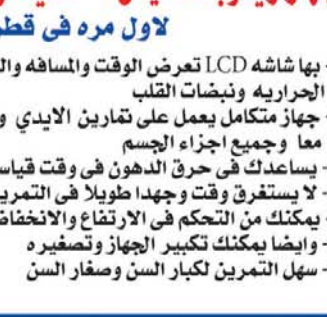 لاول مره فى قطر
- بها شاشه LCD تعرض الوقت والمسافه وال
الحراريه ونبضات القلب
- جهاز متكامل يعمل على تمارين الايدي و
معا وجميع اجزاء الجسم
- يساعدك فى حرق الدهون فى وقت قياس
- لا يستغرق وقت وجهدا طويلا فى التمري
- يمكنك من التحكم فى الارتفاع والانخفاض
- وايضا يمكنك تكبير الجهاز وتصغيره
- سهل التمرين لكبار السن وصغار السن